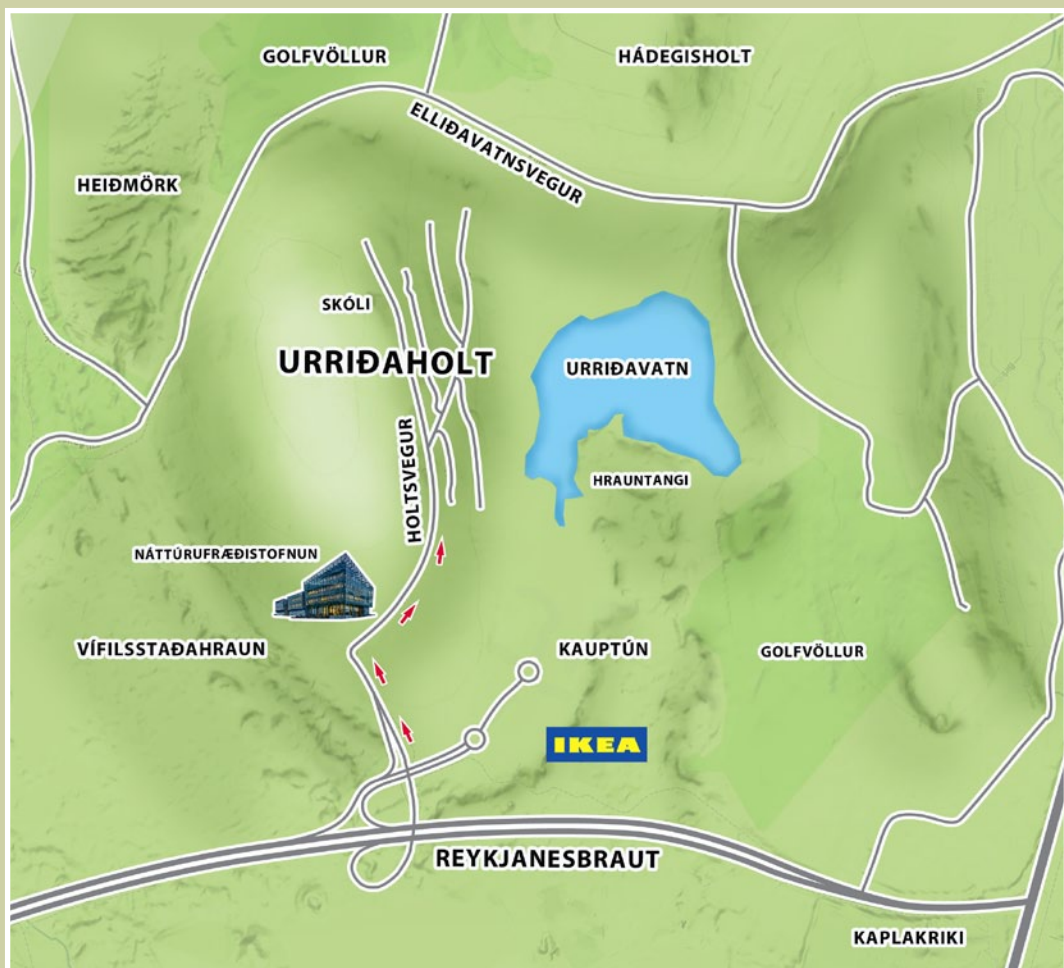 GOLFVÖLLUR
HÁDEGISHOLT
ELLIÐAVATNSVEGUR
HEIÐMÖRK
SKÓLI
URRIÐAHOLT
URRIÐAVATN
HOLTSVEGUR
HRAUNTANGI
NÁTTÚRUFRÆÐISTOFNUN
VÍFILSSTAÐAHRAUN
KAUPTÚN
GOLFVÖLLUR
IKEA
REYKJANESBRAUT
KAPLAKRIKI